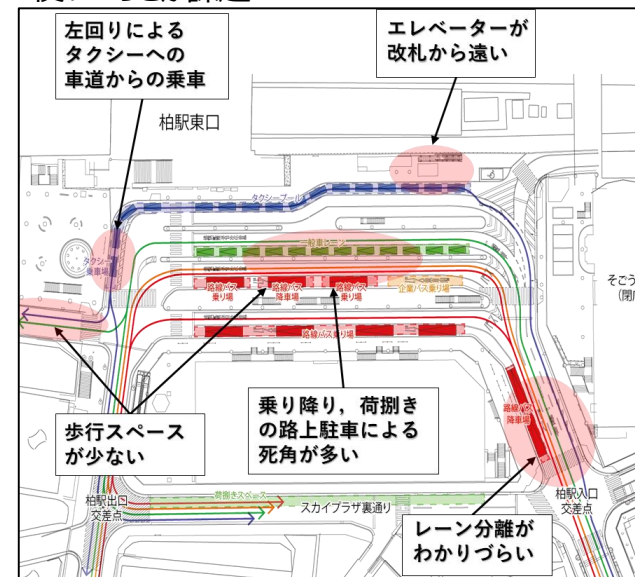 左回りによる
タクシーへの
車道からの乗車
エレベーターが
改札から遠い
柏駅東口
タクシープール
一般車レーン
タクシー
乗車場
路線バス
乗り場
路線バス
降車場
路線バス
乗り場
企業バス乗り場
そごう
(閉
路線バス乗り場
歩行スペース
が少ない
乗り降り，荷捌き
の路上駐車による
死角が多い
路線バス
降車場
荷捌きスペース
柏駅出口
交差点
スカイプラザ裏通り
柏駅入口
交差点
レーン分離が
わかりづらい